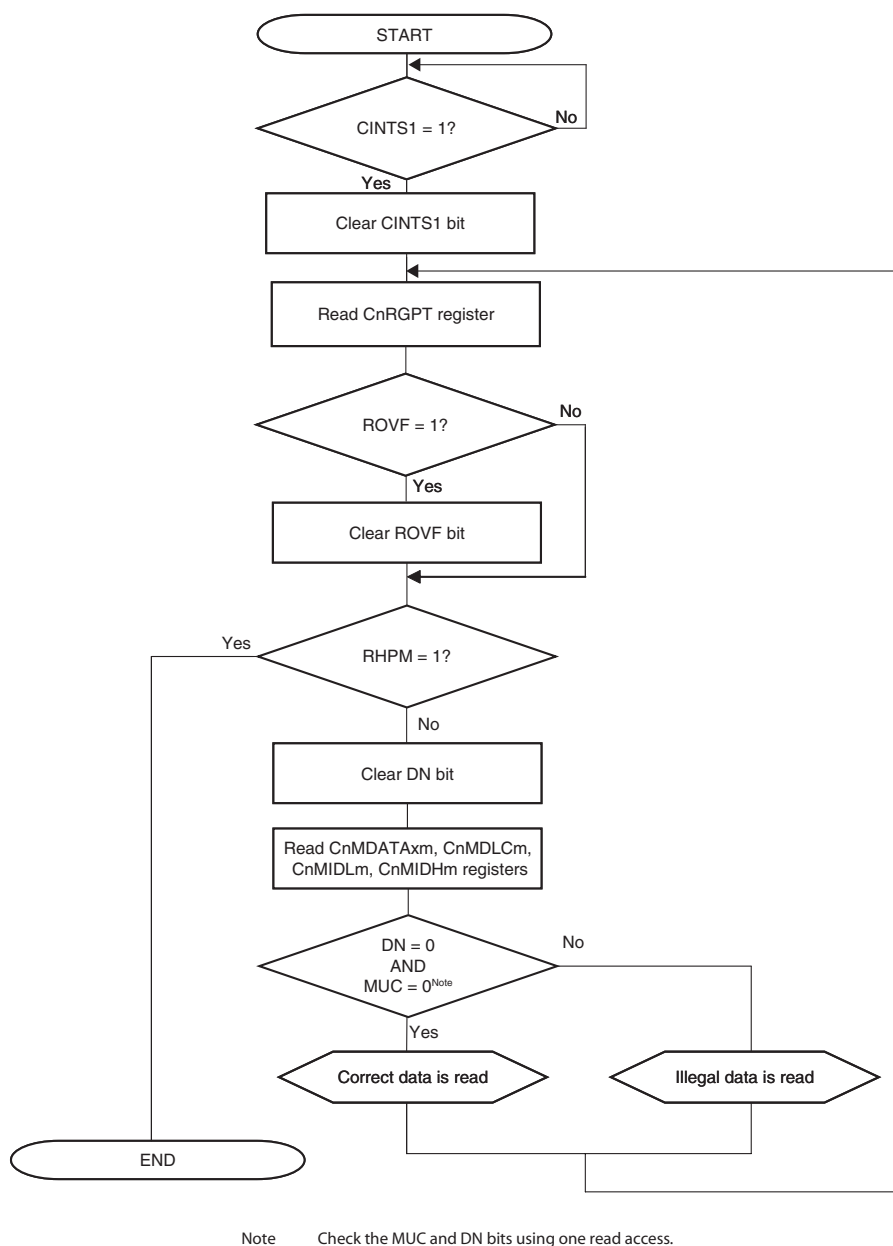 START
CINTS1 = 1?
No
Yes
Clear CINTS1 bit
Read CnRGPT register
ROVF = 1?
No
Yes
Clear ROVF bit
Yes
RHPM = 1?
No
Clear DN bit
Read CnMDATAxm, CnMDLCm,
CnMIDLm, CnMIDHm registers
DN = 0
AND
MUC = 0Note
No
Yes
Correct data is read
Illegal data is read
END
Note Check the MUC and DN bits using one read access.